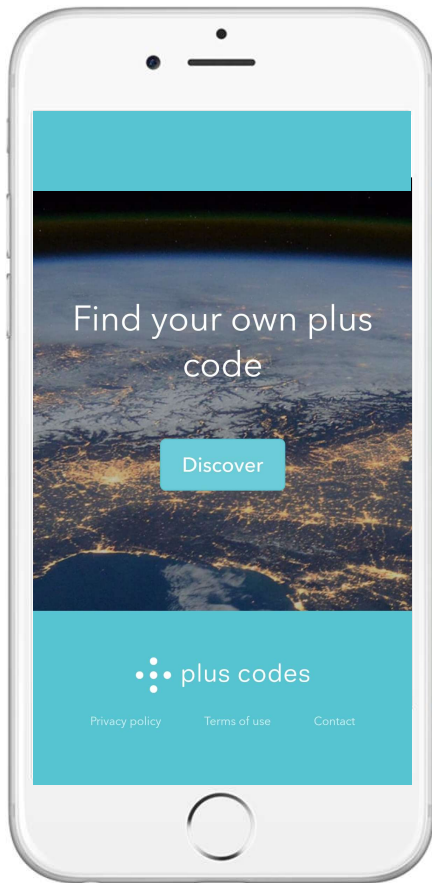 Find your own plus
code
Discover
plus codes
Privacy policy Terms of use Contact